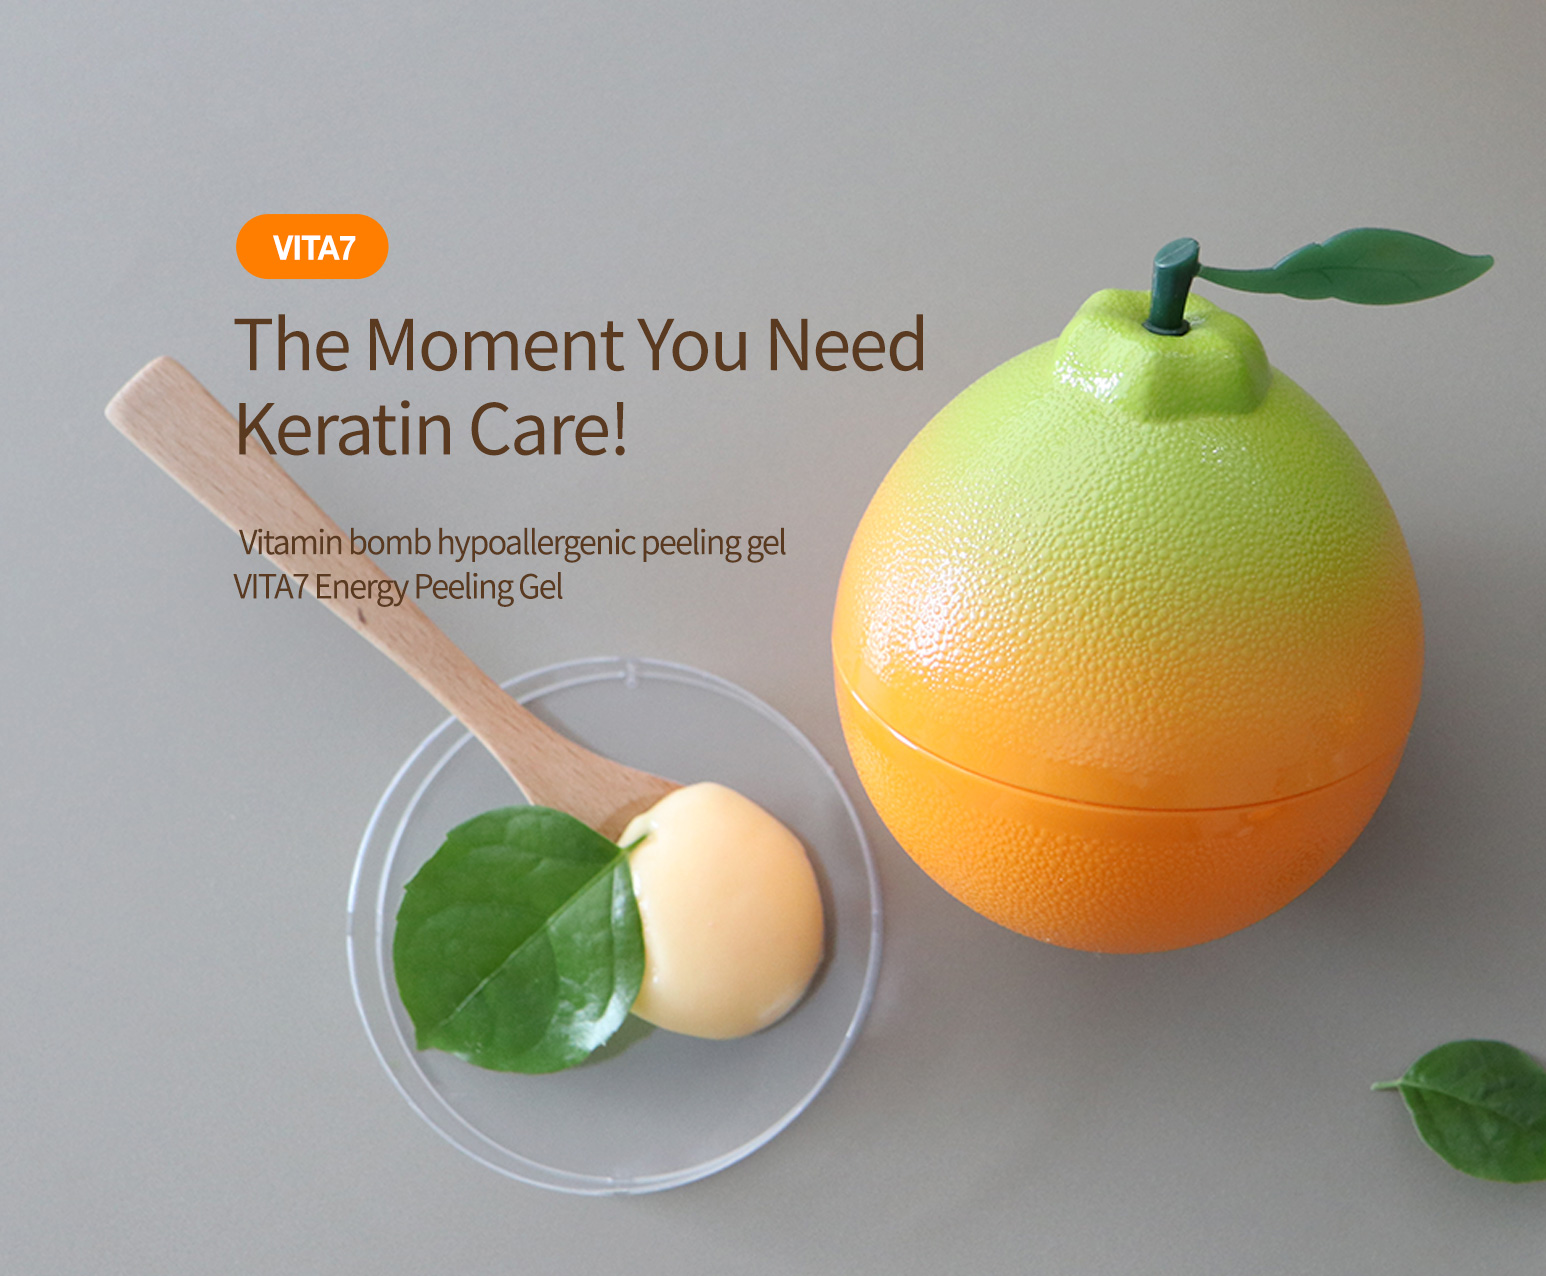 VITA7
The Moment You Need
Keratin Care!
Vitamin bomb hypoallergenic peeling gel
VITA7 Energy Peeling Gel